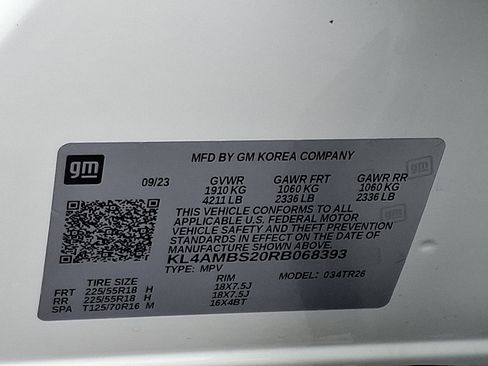 gm
MFD BY GM KOREA COMPANY
09/23 GVWR GAWR FRT GAWR RR
1910 KG 1060 KG 1060 KG
4211 LB 2336 LB 2336 LB
THIS VEHICLE CONFORMS TO ALL
APPLICABLE U.S. FEDERAL MOTOR
VEHICLE SAFETY AND THEFT PREVENTION
STANDARDS IN EFFECT ON THE DATE OF
MANUFACTURE SHOWN ABOVE.
KL4AMBS20RB068393
TYPE: MPV MODEL: 034TR26
TIRE SIZE RIM
FRT 225/55R18 H 18X7.5J
RR 225/55R18 H 18X7.5J
SPA T125/70R16 M 16X4BT